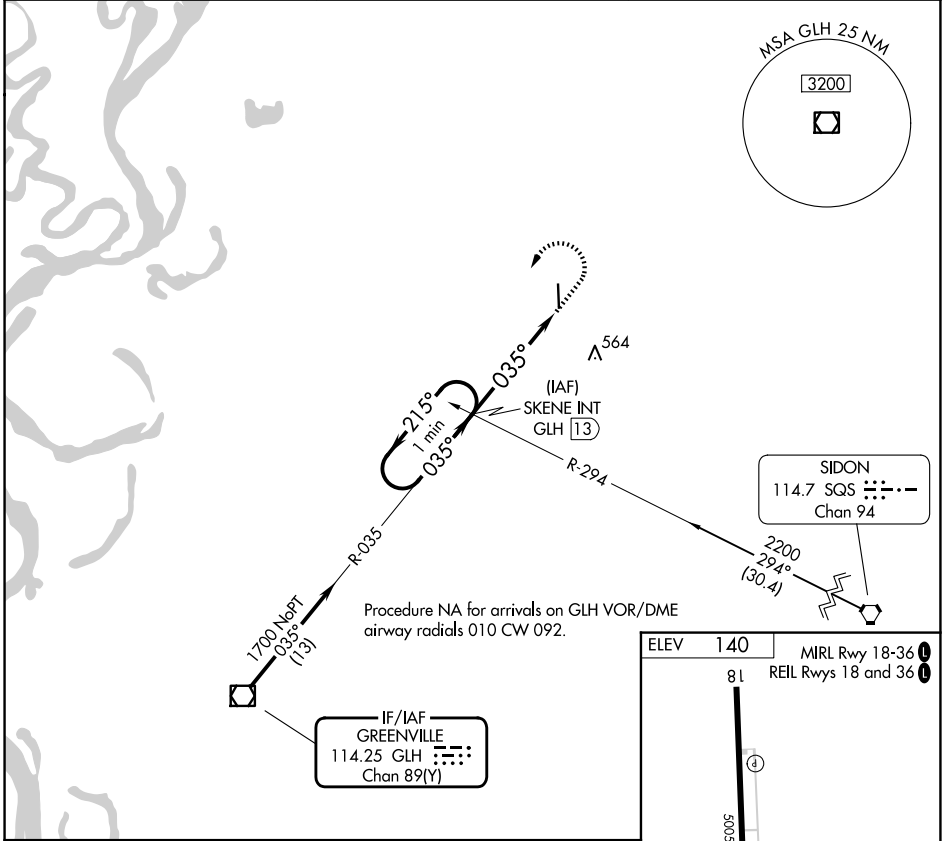 MSA GLH 25 NM
3200
564
035°
(IAF)
SKENE INT
GLH 13
215°
1 min
035°
R-294
SIDON
114.7 SQS
Chan 94
2200
294°
(30.4)
R-035
1700 NoPT
035°
(13)
Procedure NA for arrivals on GLH VOR/DME
airway radials 010 CW 092.
IF/IAF
GREENVILLE
114.25 GLH
Chan 89(Y)
ELEV 140
MIRL Rwy 18-36 L
REIL Rwys 18 and 36 L
18
P
5005